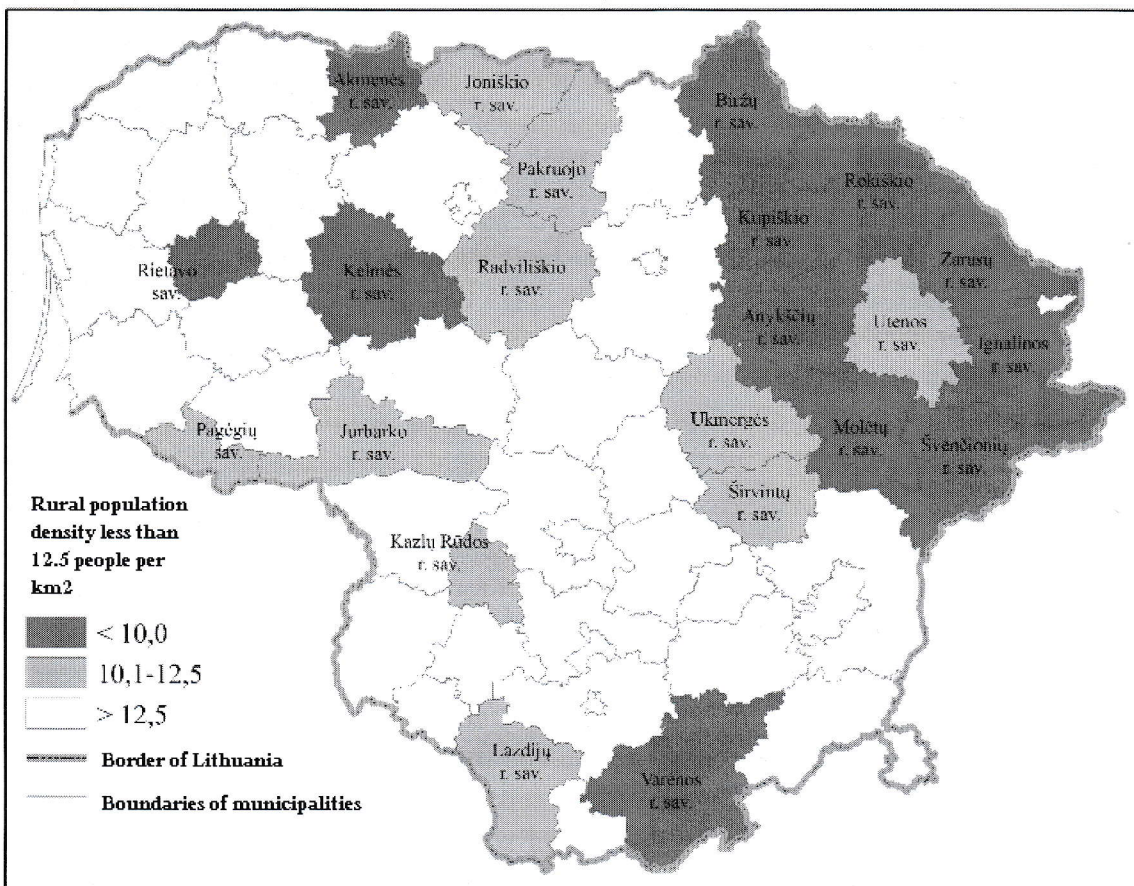 Akmenės
r. sav.
Joniškio
r. sav.
Biržų
r. sav.
Pakruojo
r. sav.
Rokiškio
r. sav.
Kupiškio
r. sav.
Rietavo
sav.
Kelmės
r. sav.
Radviliškio
r. sav.
Zarasų
r. sav.
Anykščių
r. sav.
Utenos
r. sav.
Ignalinos
r. sav.
Pagėgių
sav.
Jurbarko
r. sav.
Ukmergės
r. sav.
Molėtų
r. sav.
Švenčionių
r. sav.
Širvintų
r. sav.
Kazlų Rūdos
r. sav.
Lazdijų
r. sav.
Varėnos
r. sav.
Rural population
density less than
12.5 people per
km2
< 10,0
10,1-12,5
> 12,5
Border of Lithuania
Boundaries of municipalities